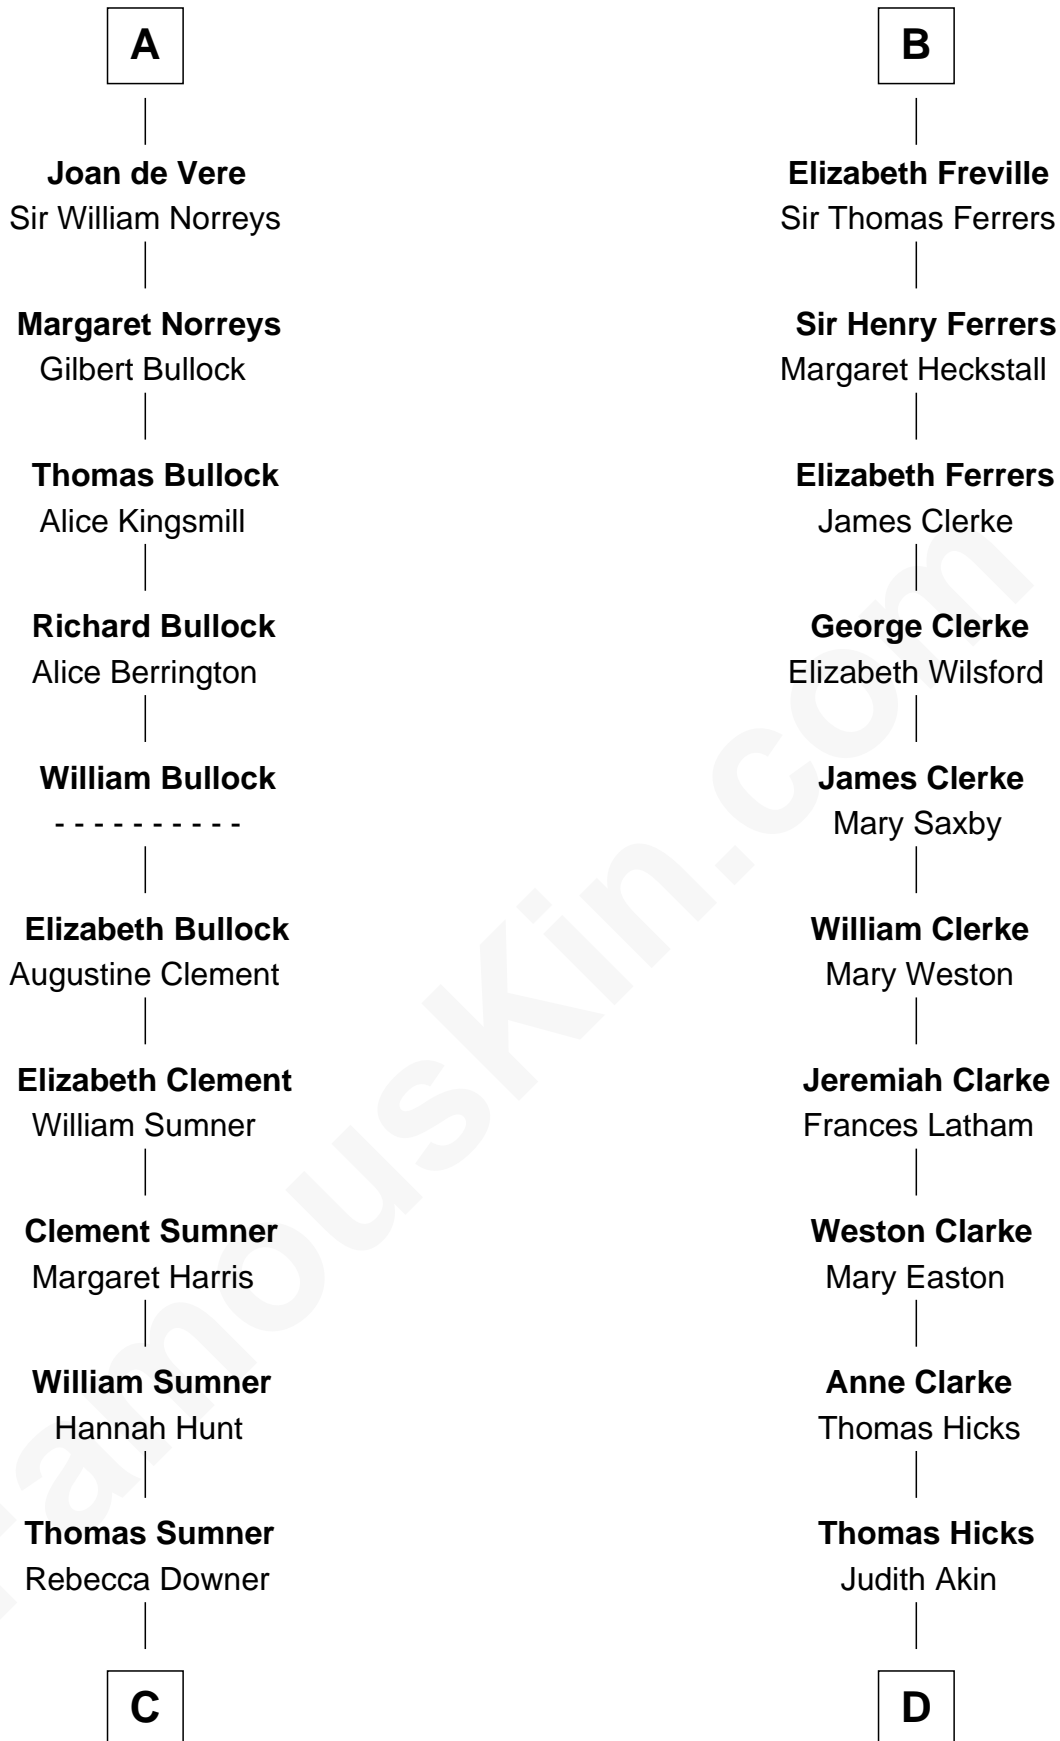 A
Joan de Vere
Sir William Norreys
Margaret Norreys
Gilbert Bullock
Thomas Bullock
Alice Kingsmill
Richard Bullock
Alice Berrington
William Bullock
- - - - - - - - - -
Elizabeth Bullock
Augustine Clement
Elizabeth Clement
William Sumner
Clement Sumner
Margaret Harris
William Sumner
Hannah Hunt
Thomas Sumner
Rebecca Downer
C
B
Elizabeth Freville
Sir Thomas Ferrers
Sir Henry Ferrers
Margaret Heckstall
Elizabeth Ferrers
James Clerke
George Clerke
Elizabeth Wilsford
James Clerke
Mary Saxby
William Clerke
Mary Weston
Jeremiah Clarke
Frances Latham
Weston Clarke
Mary Easton
Anne Clarke
Thomas Hicks
Thomas Hicks
Judith Akin
D
FamousKin.com